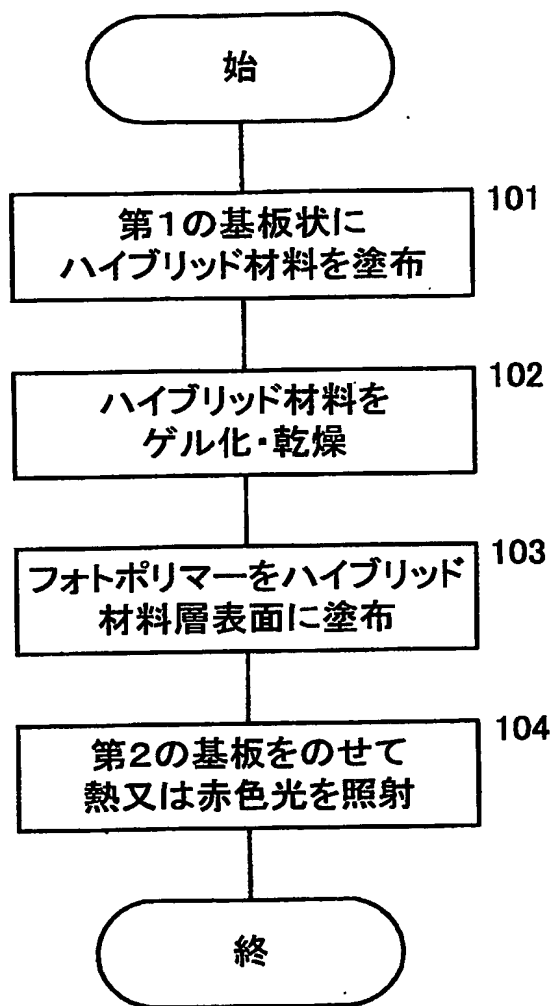 始
101
第1の基板状に
ハイブリッド材料を塗布
102
ハイブリッド材料を
ゲル化・乾燥
103
フォトポリマーをハイブリッド
材料層表面に塗布
104
第2の基板をのせて
熱又は赤色光を照射
終